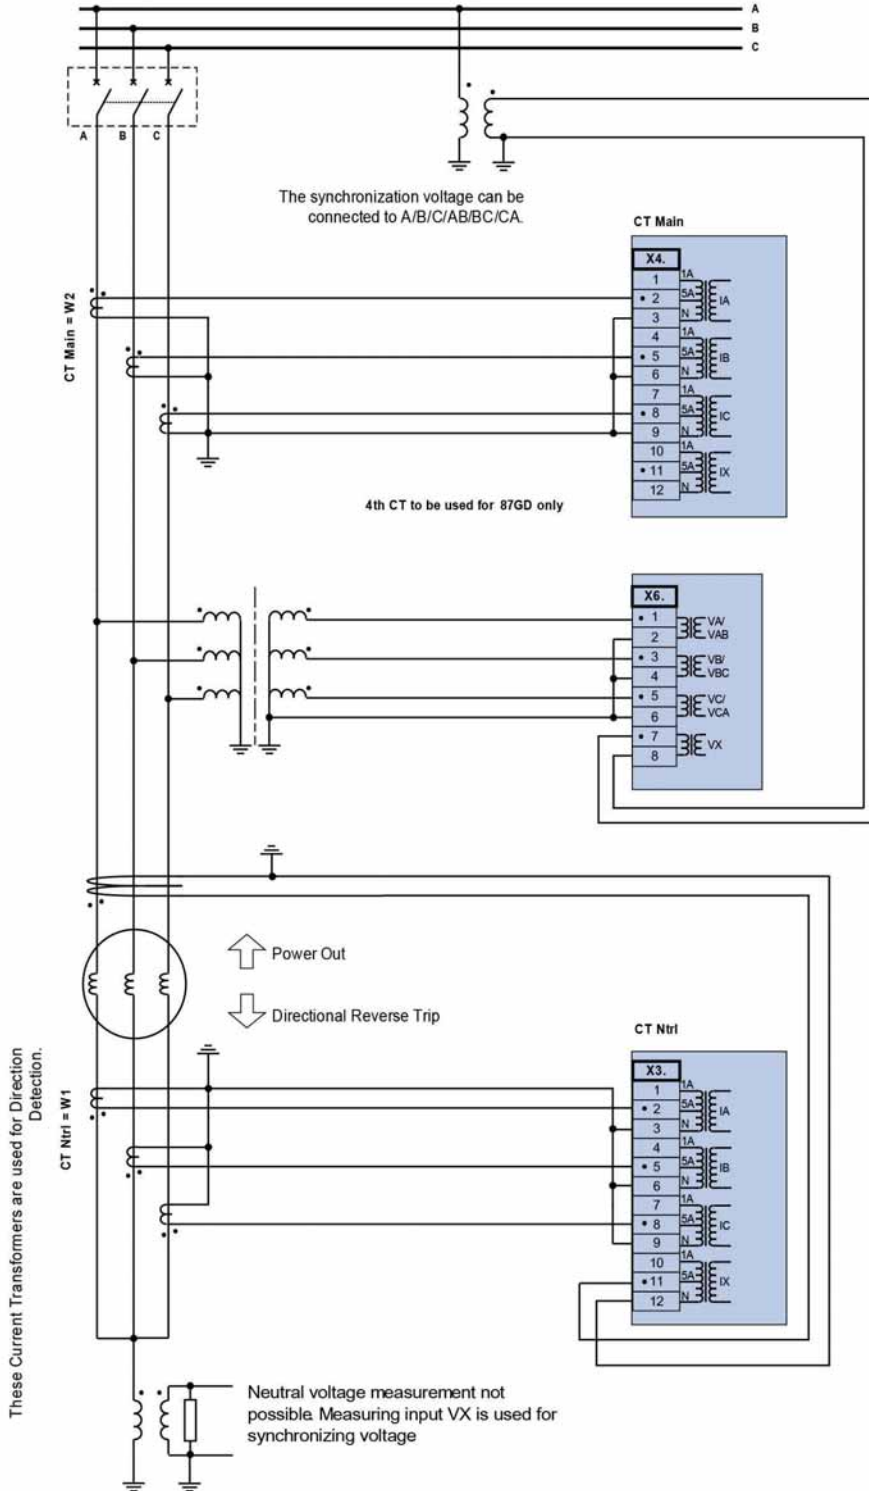 A
B
C
A B C
The synchronization voltage can be
connected to A/B/C/AB/BC/CA.
CT Main
X4.
1 1A
2 5A IA
3 N
4 1A
5 5A IB
6 N
7 1A
8 5A IC
9 N
10 1A
11 5A IX
12 N
CT Main = W2
4th CT to be used for 87GD only
X6.
1 VA/
2 VAB
3 VB/
4 VBC
5 VC/
6 VCA
7 VX
8
Power Out
Directional Reverse Trip
CT Ntrl
X3.
1 1A
2 5A IA
3 N
4 1A
5 5A IB
6 N
7 1A
8 5A IC
9 N
10 1A
11 5A IX
12 N
CT Ntrl = W1
These Current Transformers are used for Direction
Detection.
Neutral voltage measurement not
possible. Measuring input VX is used for
synchronizing voltage